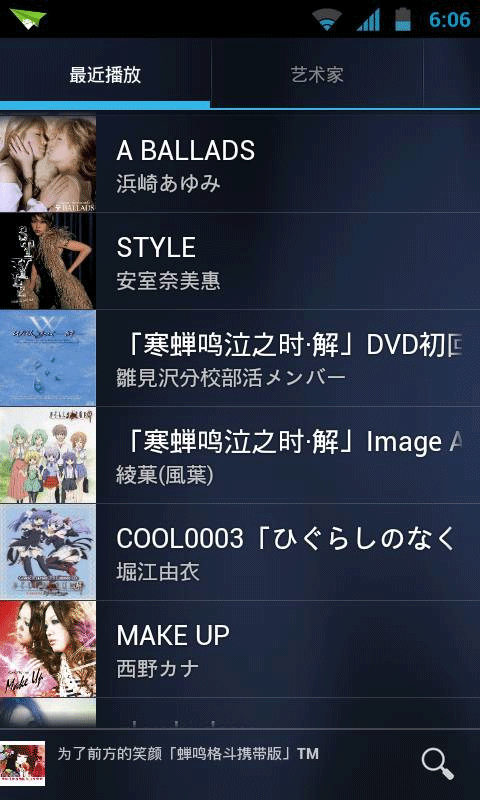 6:06
最近播放
艺术家
A BALLADS
浜崎あゆみ
STYLE
安室奈美惠
「寒蝉鸣泣之时·解」DVD初回
雛見沢分校部活メンバー
「寒蝉鸣泣之时·解」Image A
綾菓(風葉)
COOL0003「ひぐらしのなく
堀江由衣
MAKE UP
西野カナ
为了前方的笑颜「蝉鸣格斗携带版」TM